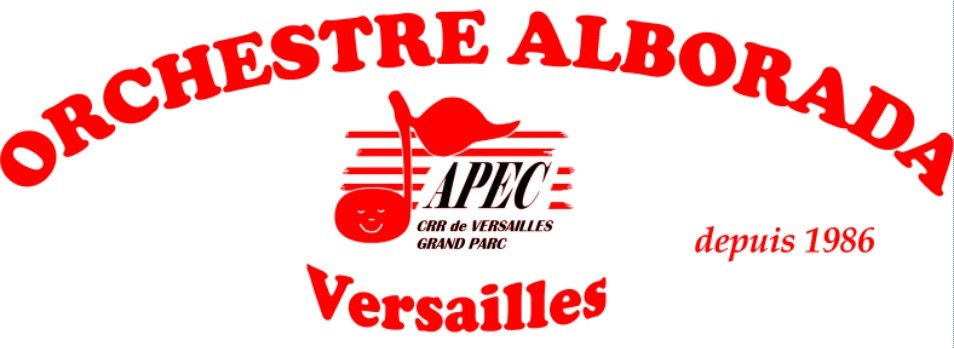 ORCHESTRE ALBORADA
APEC
CRR de VERSAILLES
GRAND PARC
depuis 1986
Versailles